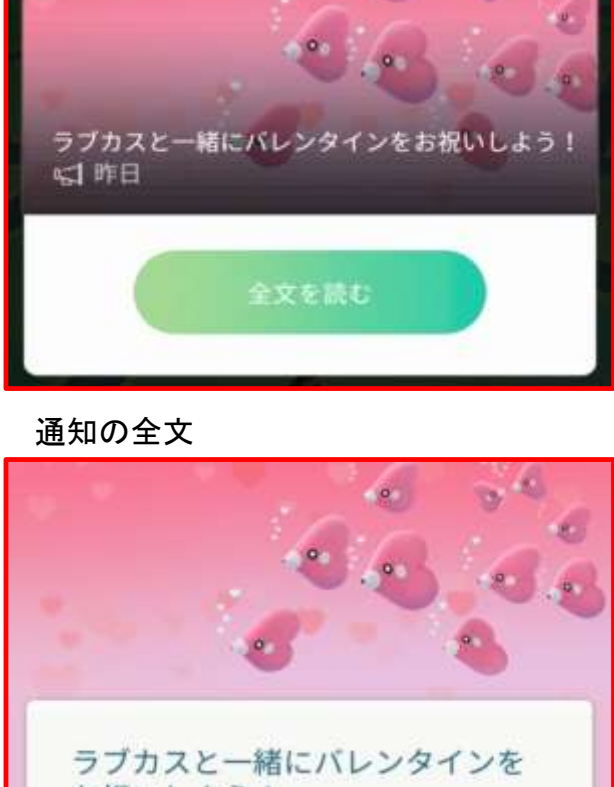 ラブカスと一緒にバレンタインをお祝いしよう！
昨日
全文を読む
通知の全文
ラブカスと一緒にバレンタインを